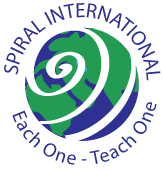 SPIRAL INTERNATIONAL
Each One - Teach One